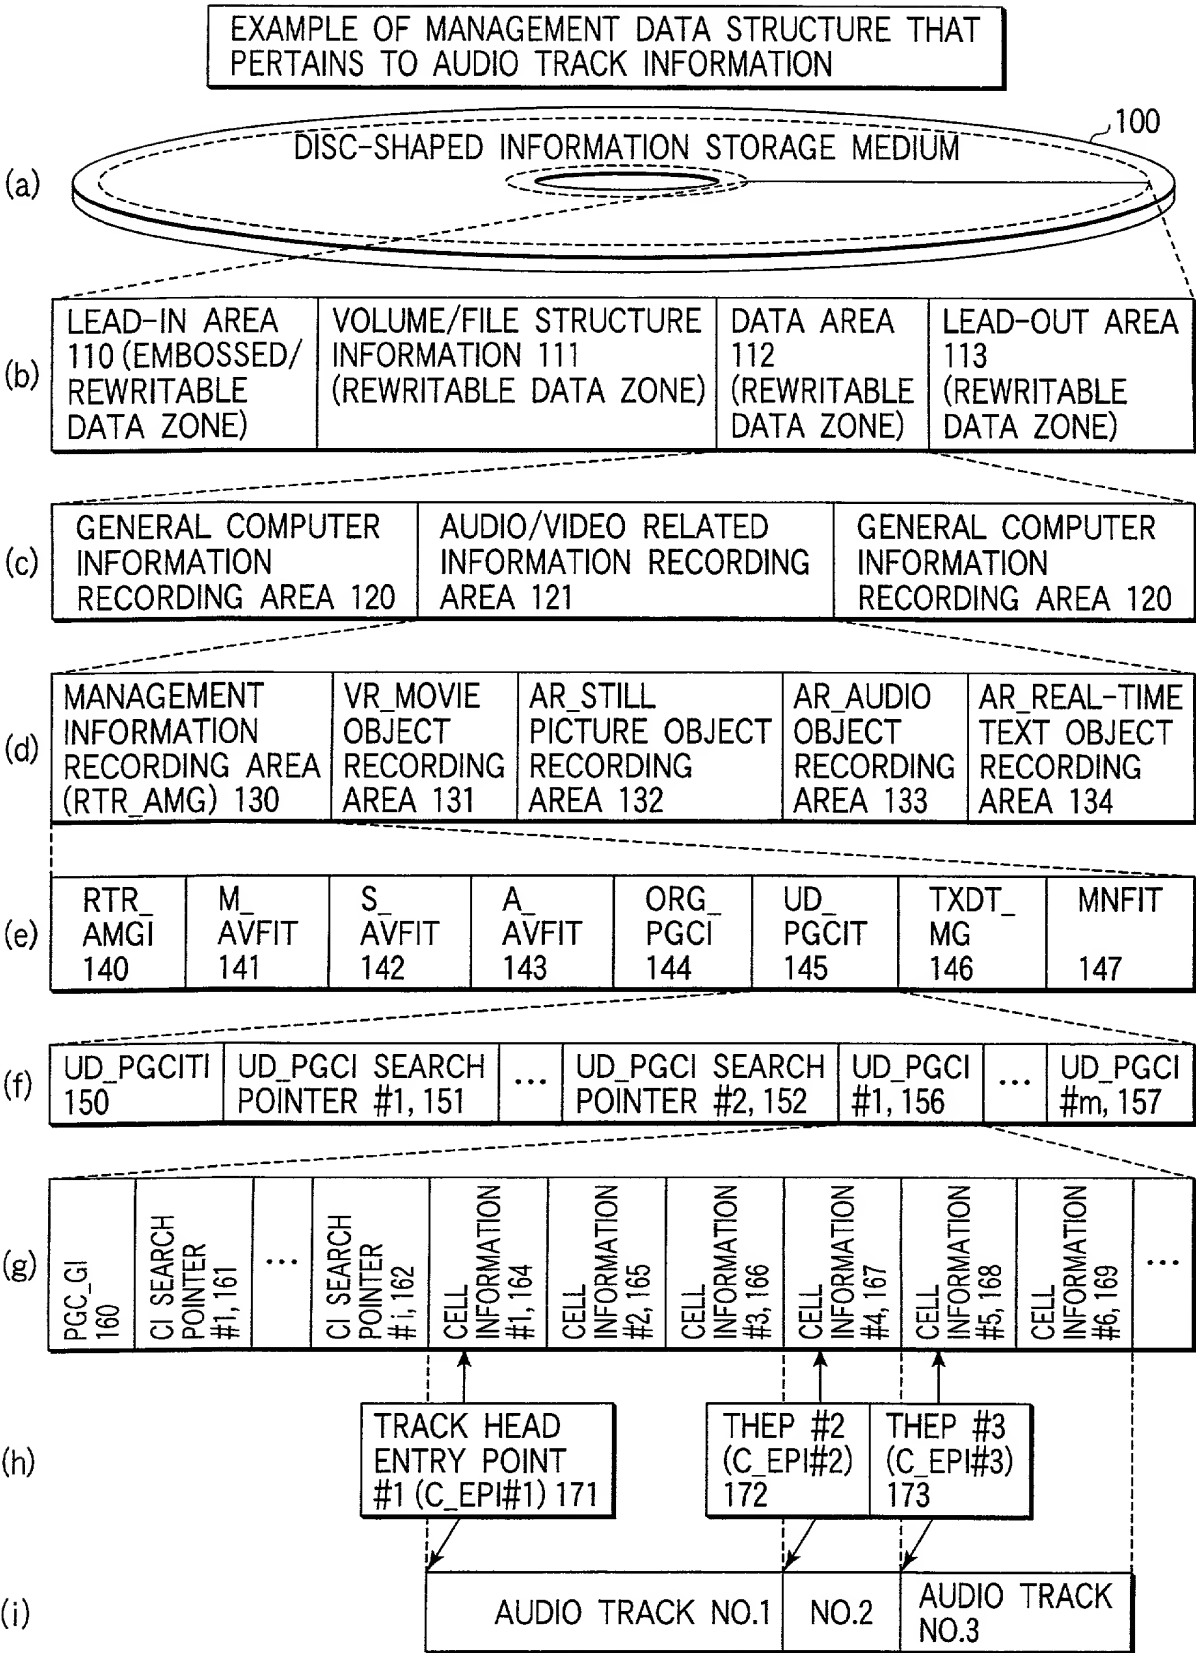 EXAMPLE OF MANAGEMENT DATA STRUCTURE THAT
PERTAINS TO AUDIO TRACK INFORMATION
100
DISC-SHAPED INFORMATION STORAGE MEDIUM
(a)
(b)
LEAD-IN AREA
110 (EMBOSSED/
REWRITABLE
DATA ZONE)
VOLUME/FILE STRUCTURE
INFORMATION 111
(REWRITABLE DATA ZONE)
DATA AREA
112
(REWRITABLE
DATA ZONE)
LEAD-OUT AREA
113
(REWRITABLE
DATA ZONE)
(c)
GENERAL COMPUTER
INFORMATION
RECORDING AREA 120
AUDIO/VIDEO RELATED
INFORMATION RECORDING
AREA 121
GENERAL COMPUTER
INFORMATION
RECORDING AREA 120
(d)
MANAGEMENT
INFORMATION
RECORDING AREA
(RTR_AMG) 130
VR_MOVIE
OBJECT
RECORDING
AREA 131
AR_STILL
PICTURE OBJECT
RECORDING
AREA 132
AR_AUDIO
OBJECT
RECORDING
AREA 133
AR_REAL-TIME
TEXT OBJECT
RECORDING
AREA 134
(e)
RTR_
AMGI
140
M_
AVFIT
141
S_
AVFIT
142
A_
AVFIT
143
ORG_
PGCI
144
UD_
PGCIT
145
TXDT_
MG
146
MNFIT
147
(f)
UD_PGCITI
150
UD_PGCI SEARCH
POINTER #1, 151
...
UD_PGCI SEARCH
POINTER #2, 152
UD_PGCI
#1, 156
...
UD_PGCI
#m, 157
(g)
PGC_GI
160
CI SEARCH
POINTER
#1, 161
...
CI SEARCH
POINTER
# i, 162
CELL
INFORMATION
#1, 164
CELL
INFORMATION
#2, 165
CELL
INFORMATION
#3, 166
CELL
INFORMATION
#4, 167
CELL
INFORMATION
#5, 168
CELL
INFORMATION
#6, 169
...
(h)
TRACK HEAD
ENTRY POINT
#1 (C_EPI#1) 171
THEP #2
(C_EPI#2)
172
THEP #3
(C_EPI#3)
173
(i)
AUDIO TRACK NO.1
NO.2
AUDIO TRACK
NO.3